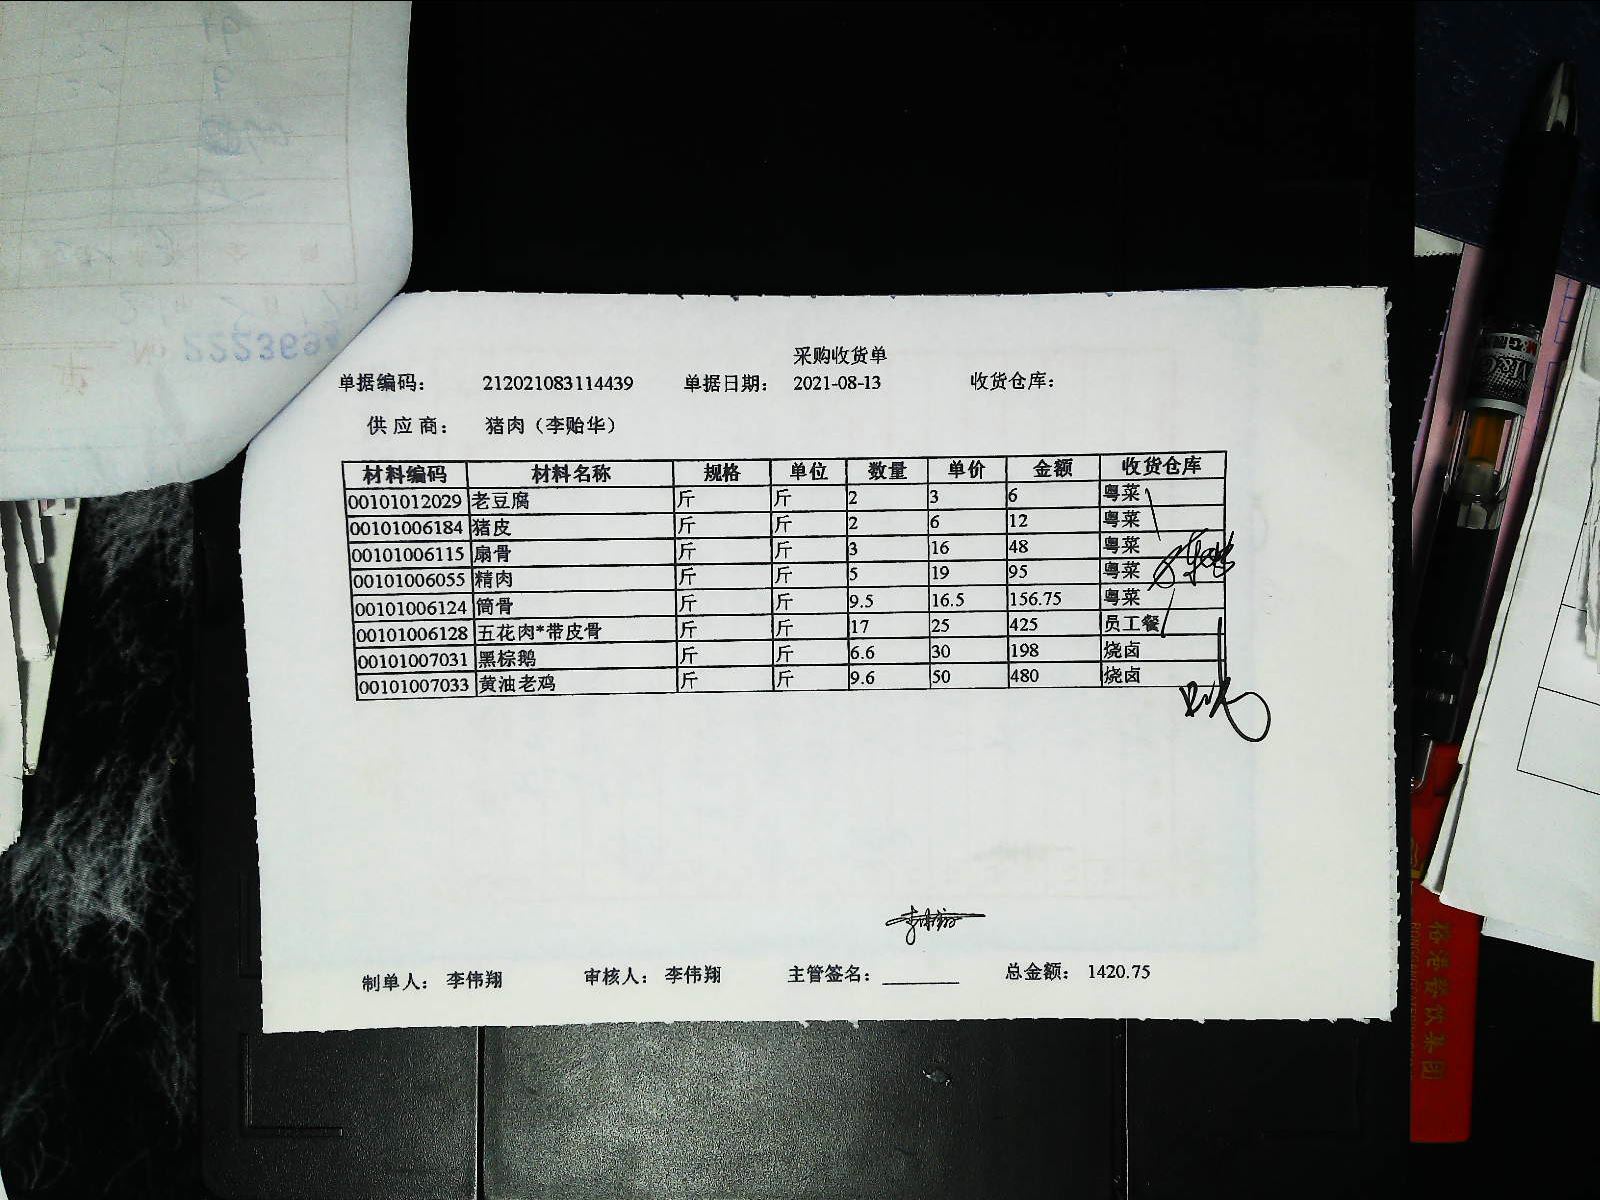 采购收货单
单据编码： 212021083114439 单据日期： 2021-08-13 收货仓库：
供应商： 猪肉（李贻华）
材料编码 材料名称 规格 单位 数量 单价 金额 收货仓库
00101012029 老豆腐 斤 斤 2 3 6 粤菜
00101006184 猪皮 斤 斤 2 6 12 粤菜
00101006115 扇骨 斤 斤 3 16 48 粤菜
00101006055 精肉 斤 斤 5 19 95 粤菜
00101006124 筒骨 斤 斤 9.5 16.5 156.75 粤菜
00101006128 五花肉*带皮骨 斤 斤 17 25 425 员工餐
00101007031 黑棕鹅 斤 斤 6.6 30 198 烧卤
00101007033 黄油老鸡 斤 斤 9.6 50 480 烧卤
李伟翔
制单人： 李伟翔 审核人： 李伟翔 主管签名： 总金额： 1420.75